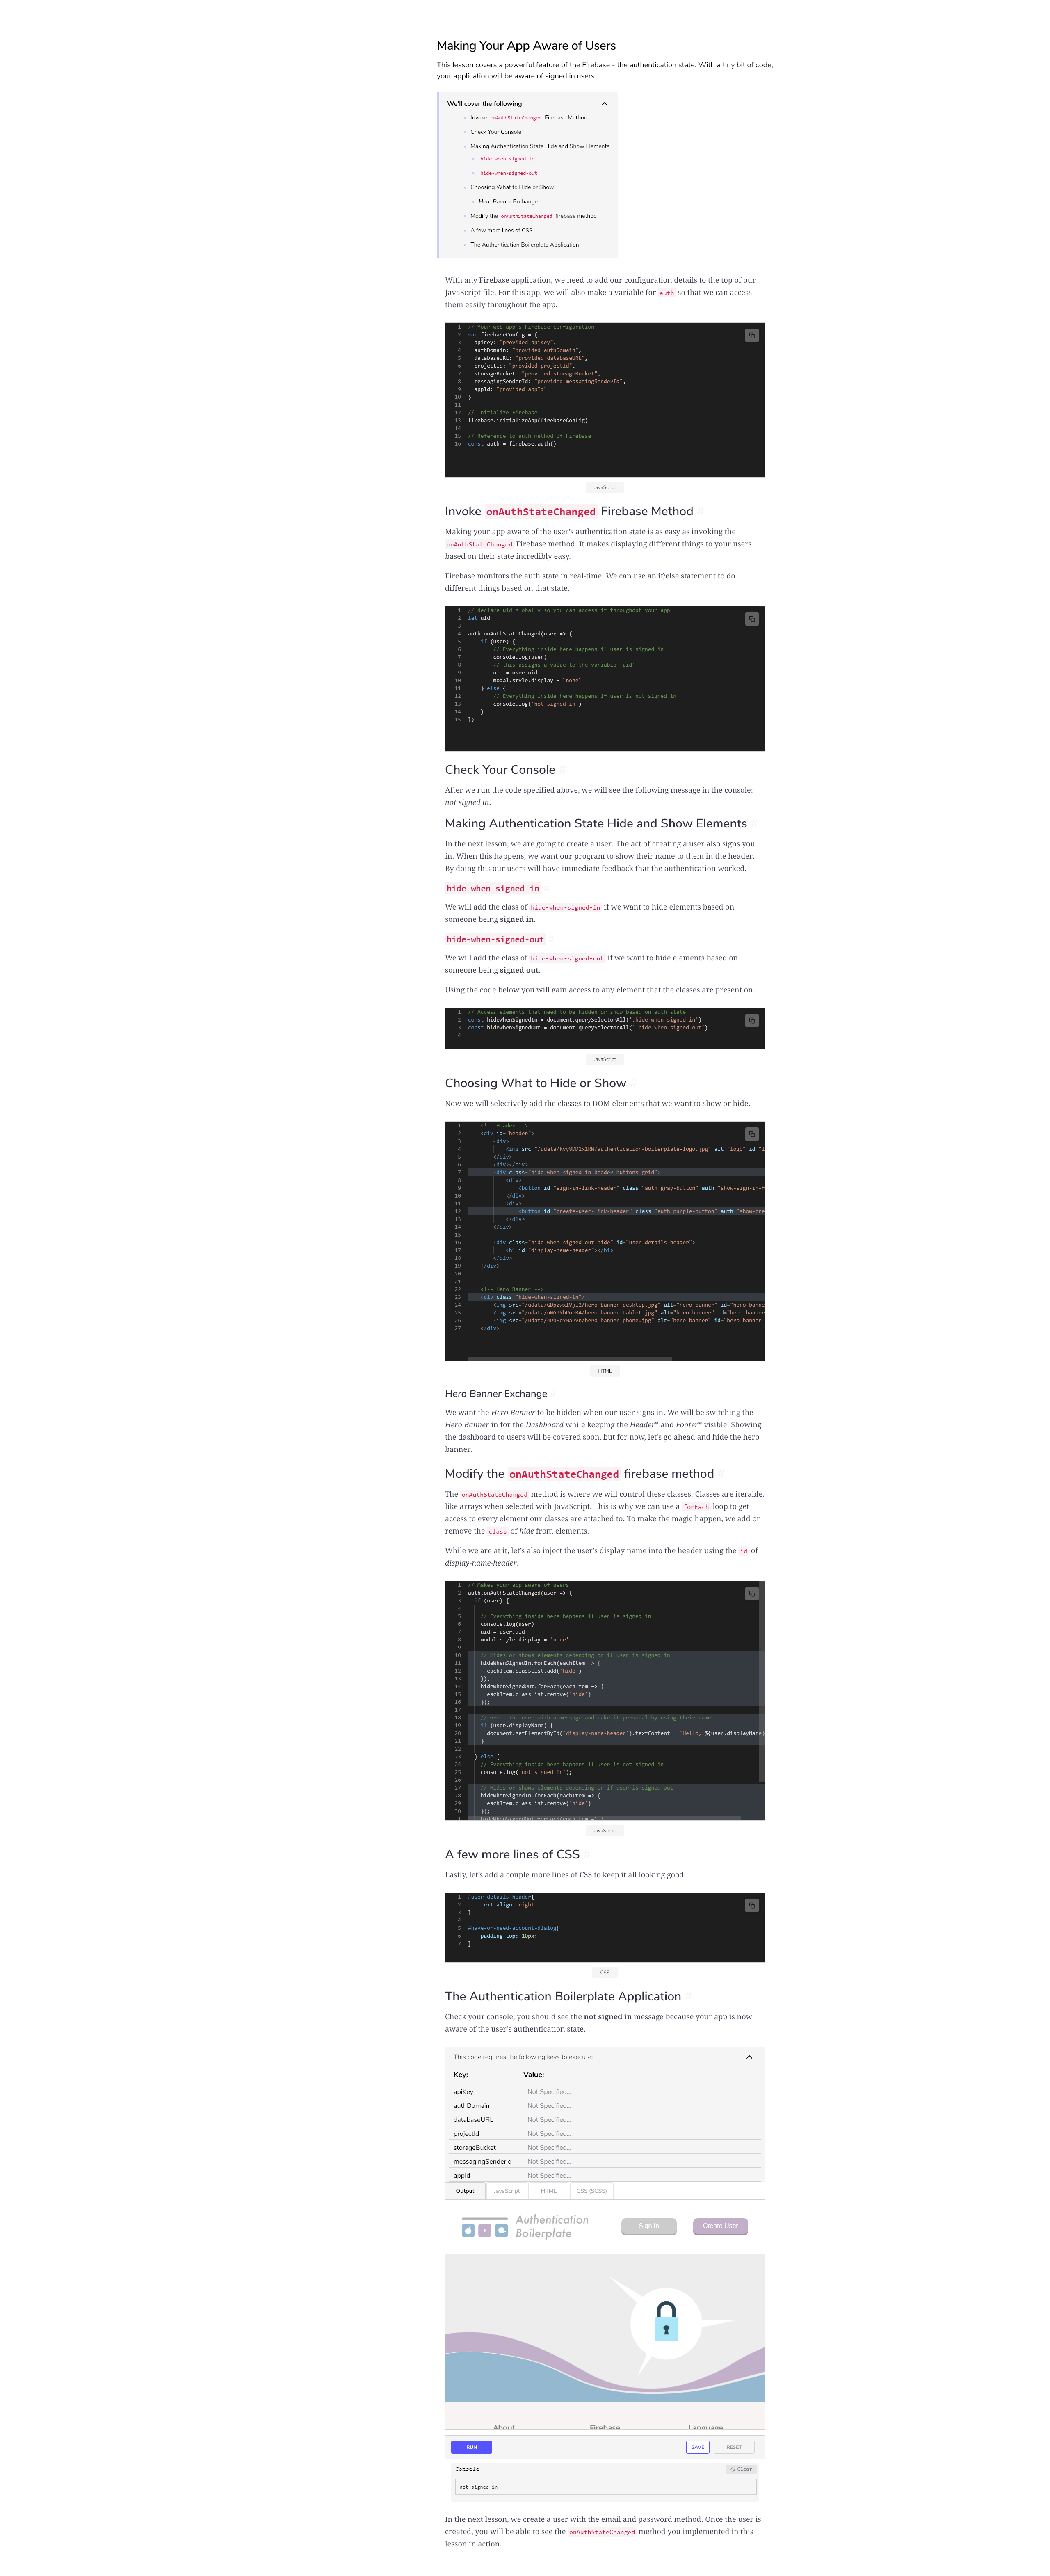 Making Your App Aware of Users
This lesson covers a powerful feature of the Firebase - the authentication state. With a tiny bit of code,
your application will be aware of signed in users.
We'll cover the following
Invoke onAuthStateChanged Firebase Method
Check Your Console
Making Authentication State Hide and Show Elements
hide-when-signed-in
hide-when-signed-out
Choosing What to Hide or Show
Hero Banner Exchange
Modify the onAuthStateChanged firebase method
A few more lines of CSS
The Authentication Boilerplate Application
With any Firebase application, we need to add our configuration details to the top of our
JavaScript file. For this app, we will also make a variable for auth so that we can access
them easily throughout the app.
1 // Your web app's Firebase configuration
2 var firebaseConfig = {
3 apiKey: "provided apiKey",
4 authDomain: "provided authDomain",
5 databaseURL: "provided databaseURL",
6 projectId: "provided projectId",
7 storageBucket: "provided storageBucket",
8 messagingSenderId: "provided messagingSenderId",
9 appId: "provided appId"
10 }
11
12 // Initialize Firebase
13 firebase.initializeApp(firebaseConfig)
14
15 // Reference to auth method of Firebase
16 const auth = firebase.auth()
JavaScript
Invoke onAuthStateChanged Firebase Method
Making your app aware of the user's authentication state is as easy as invoking the
onAuthStateChanged Firebase method. It makes displaying different things to your users
based on their state incredibly easy.
Firebase monitors the auth state in real-time. We can use an if/else statement to do
different things based on that state.
1 // declare uid globally so you can access it throughout your app
2 let uid
3
4 auth.onAuthStateChanged(user => {
5 if (user) {
6 // Everything inside here happens if user is signed in
7 console.log(user)
8 // this assigns a value to the variable 'uid'
9 uid = user.uid
10 modal.style.display = `none`
11 } else {
12 // Everything inside here happens if user is not signed in
13 console.log('not signed in')
14 }
15 })
Check Your Console
After we run the code specified above, we will see the following message in the console:
not signed in.
Making Authentication State Hide and Show Elements
In the next lesson, we are going to create a user. The act of creating a user also signs you
in. When this happens, we want our program to show their name to them in the header.
By doing this our users will have immediate feedback that the authentication worked.
hide-when-signed-in
We will add the class of hide-when-signed-in if we want to hide elements based on
someone being signed in.
hide-when-signed-out
We will add the class of hide-when-signed-out if we want to hide elements based on
someone being signed out.
Using the code below you will gain access to any element that the classes are present on.
1 // Access elements that need to be hidden or show based on auth state
2 const hideWhenSignedIn = document.querySelectorAll('.hide-when-signed-in')
3 const hideWhenSignedOut = document.querySelectorAll('.hide-when-signed-out')
4
JavaScript
Choosing What to Hide or Show
Now we will selectively add the classes to DOM elements that we want to show or hide.
1 <!-- Header -->
2 <div id="header">
3 <div>
4 <img src="/udata/kvyBDD1x1RW/authentication-boilerplate-logo.jpg" alt="logo" id="l
5 </div>
6 <div></div>
7 <div class="hide-when-signed-in header-buttons-grid">
8 <div>
9 <button id="sign-in-link-header" class="auth gray-button" auth="show-sign-in-f
10 </div>
11 <div>
12 <button id="create-user-link-header" class="auth purple-button" auth="show-cre
13 </div>
14 </div>
15
16 <div class="hide-when-signed-out hide" id="user-details-header">
17 <h1 id="display-name-header"></h1>
18 </div>
19 </div>
20
21
22 <!-- Hero Banner -->
23 <div class="hide-when-signed-in">
24 <img src="/udata/GDpzwxlVjl2/hero-banner-desktop.jpg" alt="hero banner" id="hero-banne
25 <img src="/udata/nWG9YbPor84/hero-banner-tablet.jpg" alt="hero banner" id="hero-banner-
26 <img src="/udata/4Pb8eYMaPvn/hero-banner-phone.jpg" alt="hero banner" id="hero-banner-
27 </div>
HTML
Hero Banner Exchange
We want the Hero Banner to be hidden when our user signs in. We will be switching the
Hero Banner in for the Dashboard while keeping the Header* and Footer* visible. Showing
the dashboard to users will be covered soon, but for now, let's go ahead and hide the hero
banner.
Modify the onAuthStateChanged firebase method
The onAuthStateChanged method is where we will control these classes. Classes are iterable,
like arrays when selected with JavaScript. This is why we can use a forEach loop to get
access to every element our classes are attached to. To make the magic happen, we add or
remove the class of hide from elements.
While we are at it, let's also inject the user's display name into the header using the id of
display-name-header.
1 // Makes your app aware of users
2 auth.onAuthStateChanged(user => {
3 if (user) {
4
5 // Everything inside here happens if user is signed in
6 console.log(user)
7 uid = user.uid
8 modal.style.display = `none`
9
10 // Hides or shows elements depending on if user is signed in
11 hideWhenSignedIn.forEach(eachItem => {
12 eachItem.classList.add('hide')
13 });
14 hideWhenSignedOut.forEach(eachItem => {
15 eachItem.classList.remove('hide')
16 });
17
18 // Greet the user with a message and make it personal by using their name
19 if (user.displayName) {
20 document.getElementById('display-name-header').textContent = `Hello, ${user.displayName}
21 }
22
23 } else {
24 // Everything inside here happens if user is not signed in
25 console.log('not signed in');
26
27 // Hides or shows elements depending on if user is signed out
28 hideWhenSignedIn.forEach(eachItem => {
29 eachItem.classList.remove('hide')
30 });
31 hideWhenSignedOut.forEach(eachItem => {
JavaScript
A few more lines of CSS
Lastly, let's add a couple more lines of CSS to keep it all looking good.
1 #user-details-header{
2 text-align: right
3 }
4
5 #have-or-need-account-dialog{
6 padding-top: 10px;
7 }
CSS
The Authentication Boilerplate Application
Check your console; you should see the not signed in message because your app is now
aware of the user's authentication state.
This code requires the following keys to execute:
Key: Value:
apiKey Not Specified...
authDomain Not Specified...
databaseURL Not Specified...
projectId Not Specified...
storageBucket Not Specified...
messagingSenderId Not Specified...
appId Not Specified...
Output JavaScript HTML CSS (SCSS)
Authentication
Boilerplate
Sign In Create User
About Firebase Language
RUN SAVE RESET
Console Clear
not signed in
In the next lesson, we create a user with the email and password method. Once the user is
created, you will be able to see the onAuthStateChanged method you implemented in this
lesson in action.